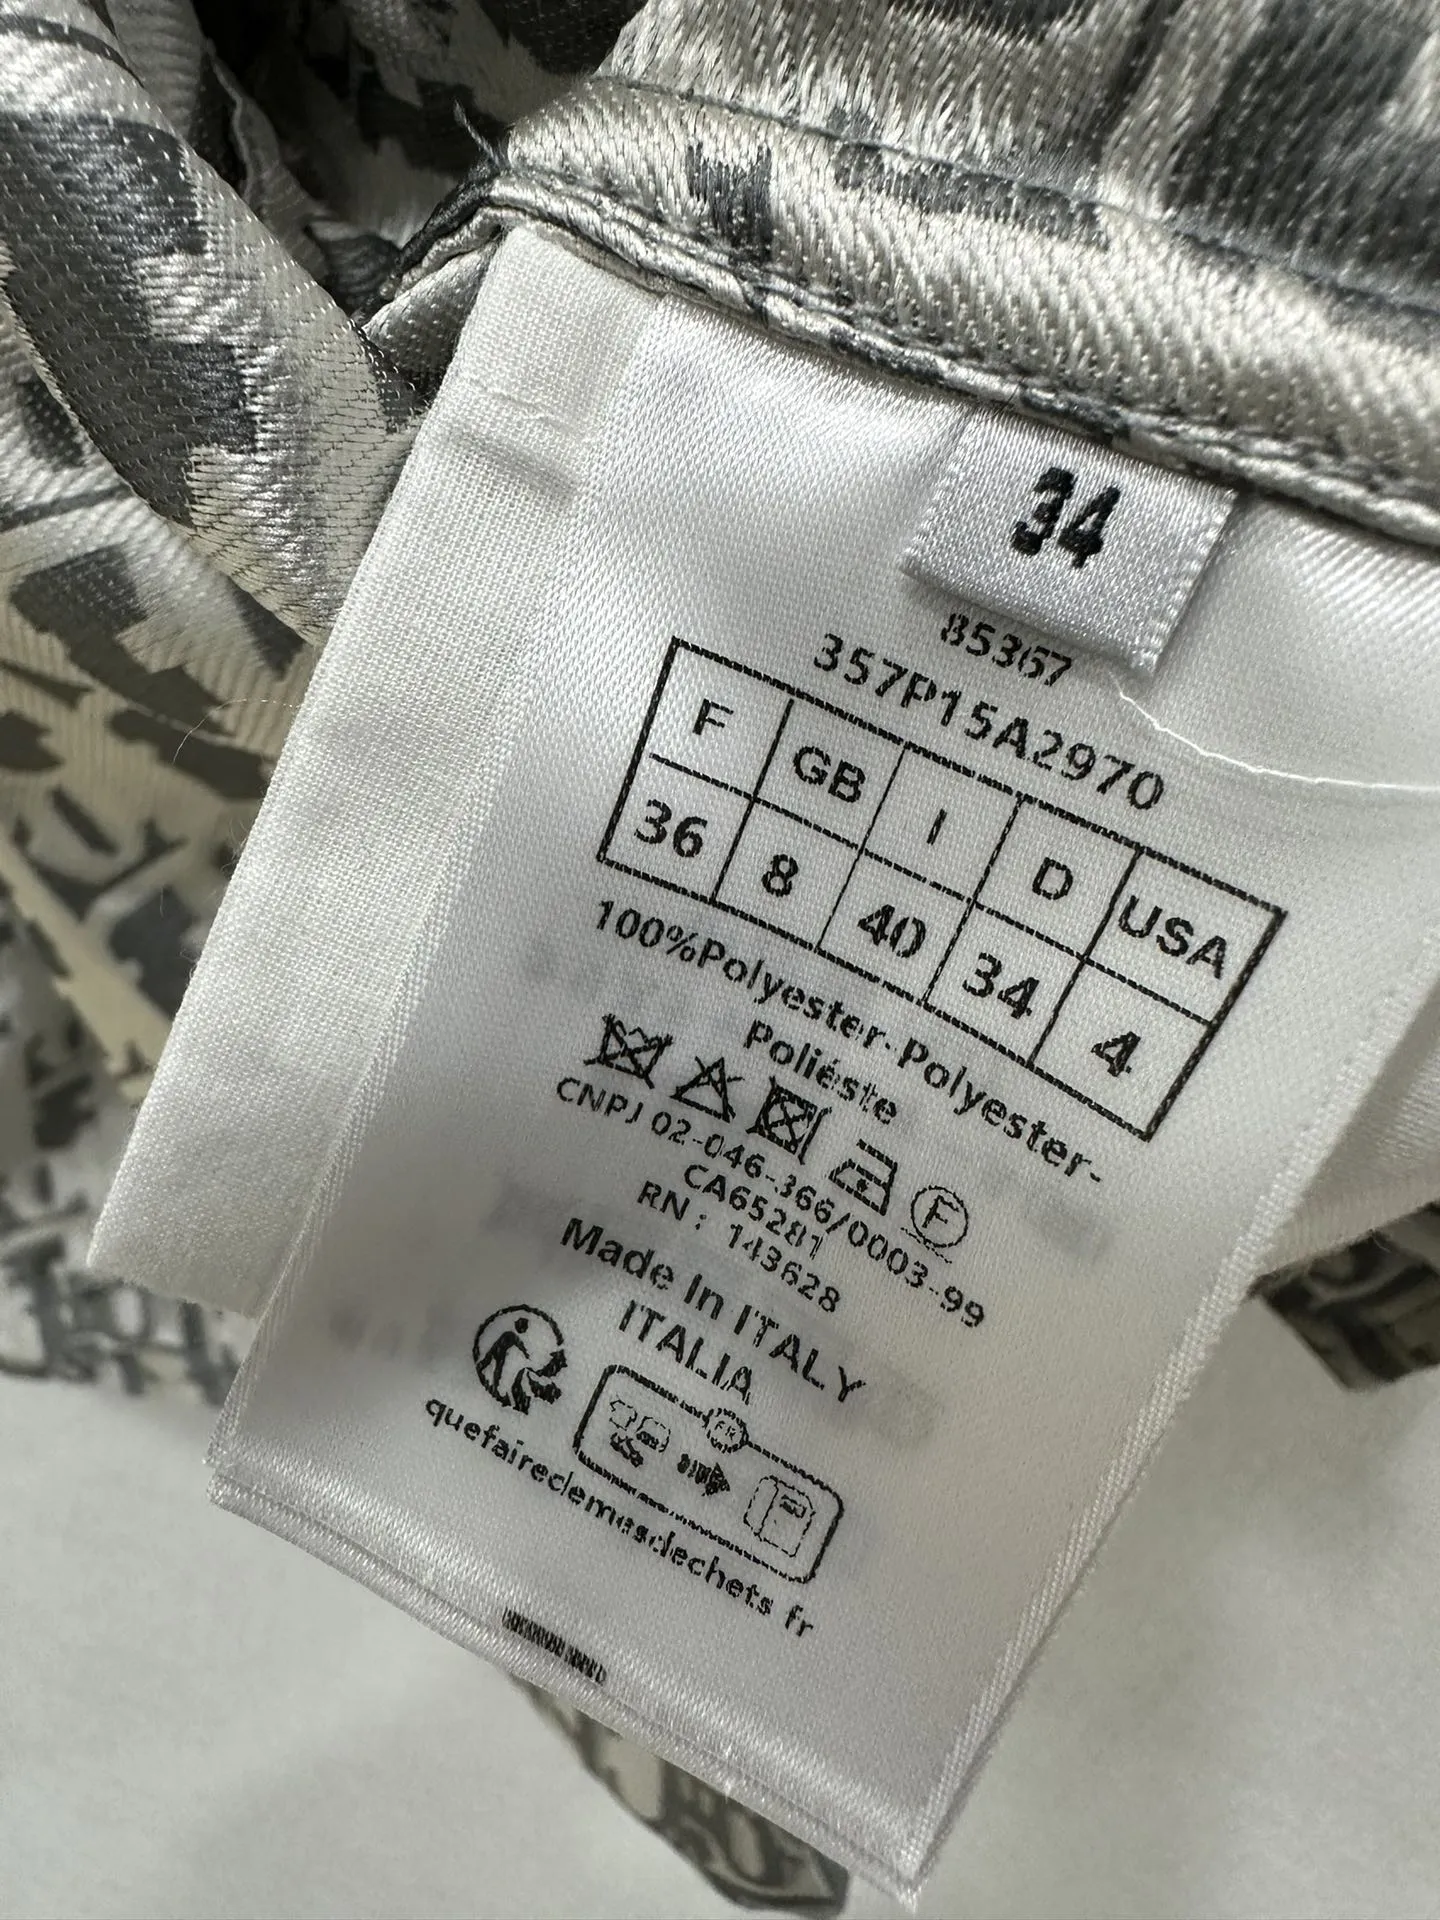 34
85367
357P15A2970
F GB I D USA
36 8 40 34 4
100%Polyester-Polyester-
Poliéste
F
CNPJ 02-046-366/0003-99
CA65281
RN : 143628
Made In ITALY
ITALIA
FR
quefairedemesdechets fr